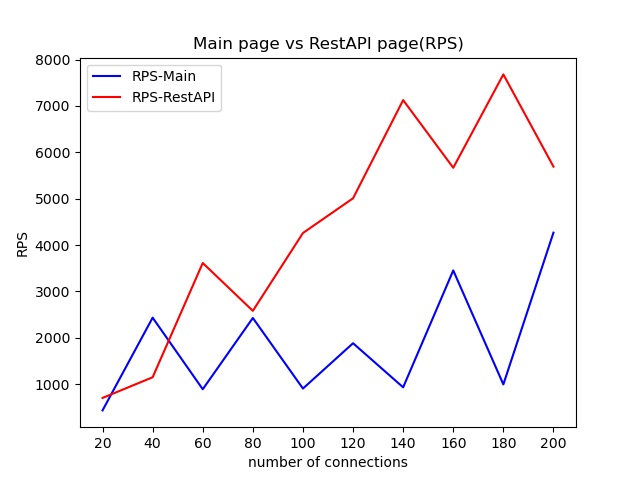 Main page vs RestAPI page(RPS)
RPS-Main
RPS-RestAPI
8000
7000
6000
5000
4000
3000
2000
1000
RPS
20 40 60 80 100 120 140 160 180 200
number of connections